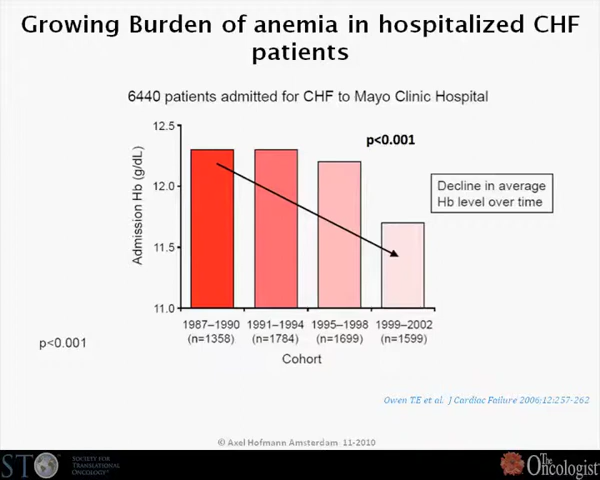 Growing Burden of anemia in hospitalized CHF
patients
6440 patients admitted for CHF to Mayo Clinic Hospital
p<0.001
Admission Hb (g/dL)
12.5
12.0
11.5
11.0
Decline in average
Hb level over time
1987–1990 1991–1994 1995–1998 1999–2002
(n=1358) (n=1784) (n=1699) (n=1599)
Cohort
p<0.001
Owen TE et al. J Cardiac Failure 2006;12:257-262
© Axel Hofmann Amsterdam 11-2010
STO SOCIETY FOR
TRANSLATIONAL
ONCOLOGY
The
Oncologist